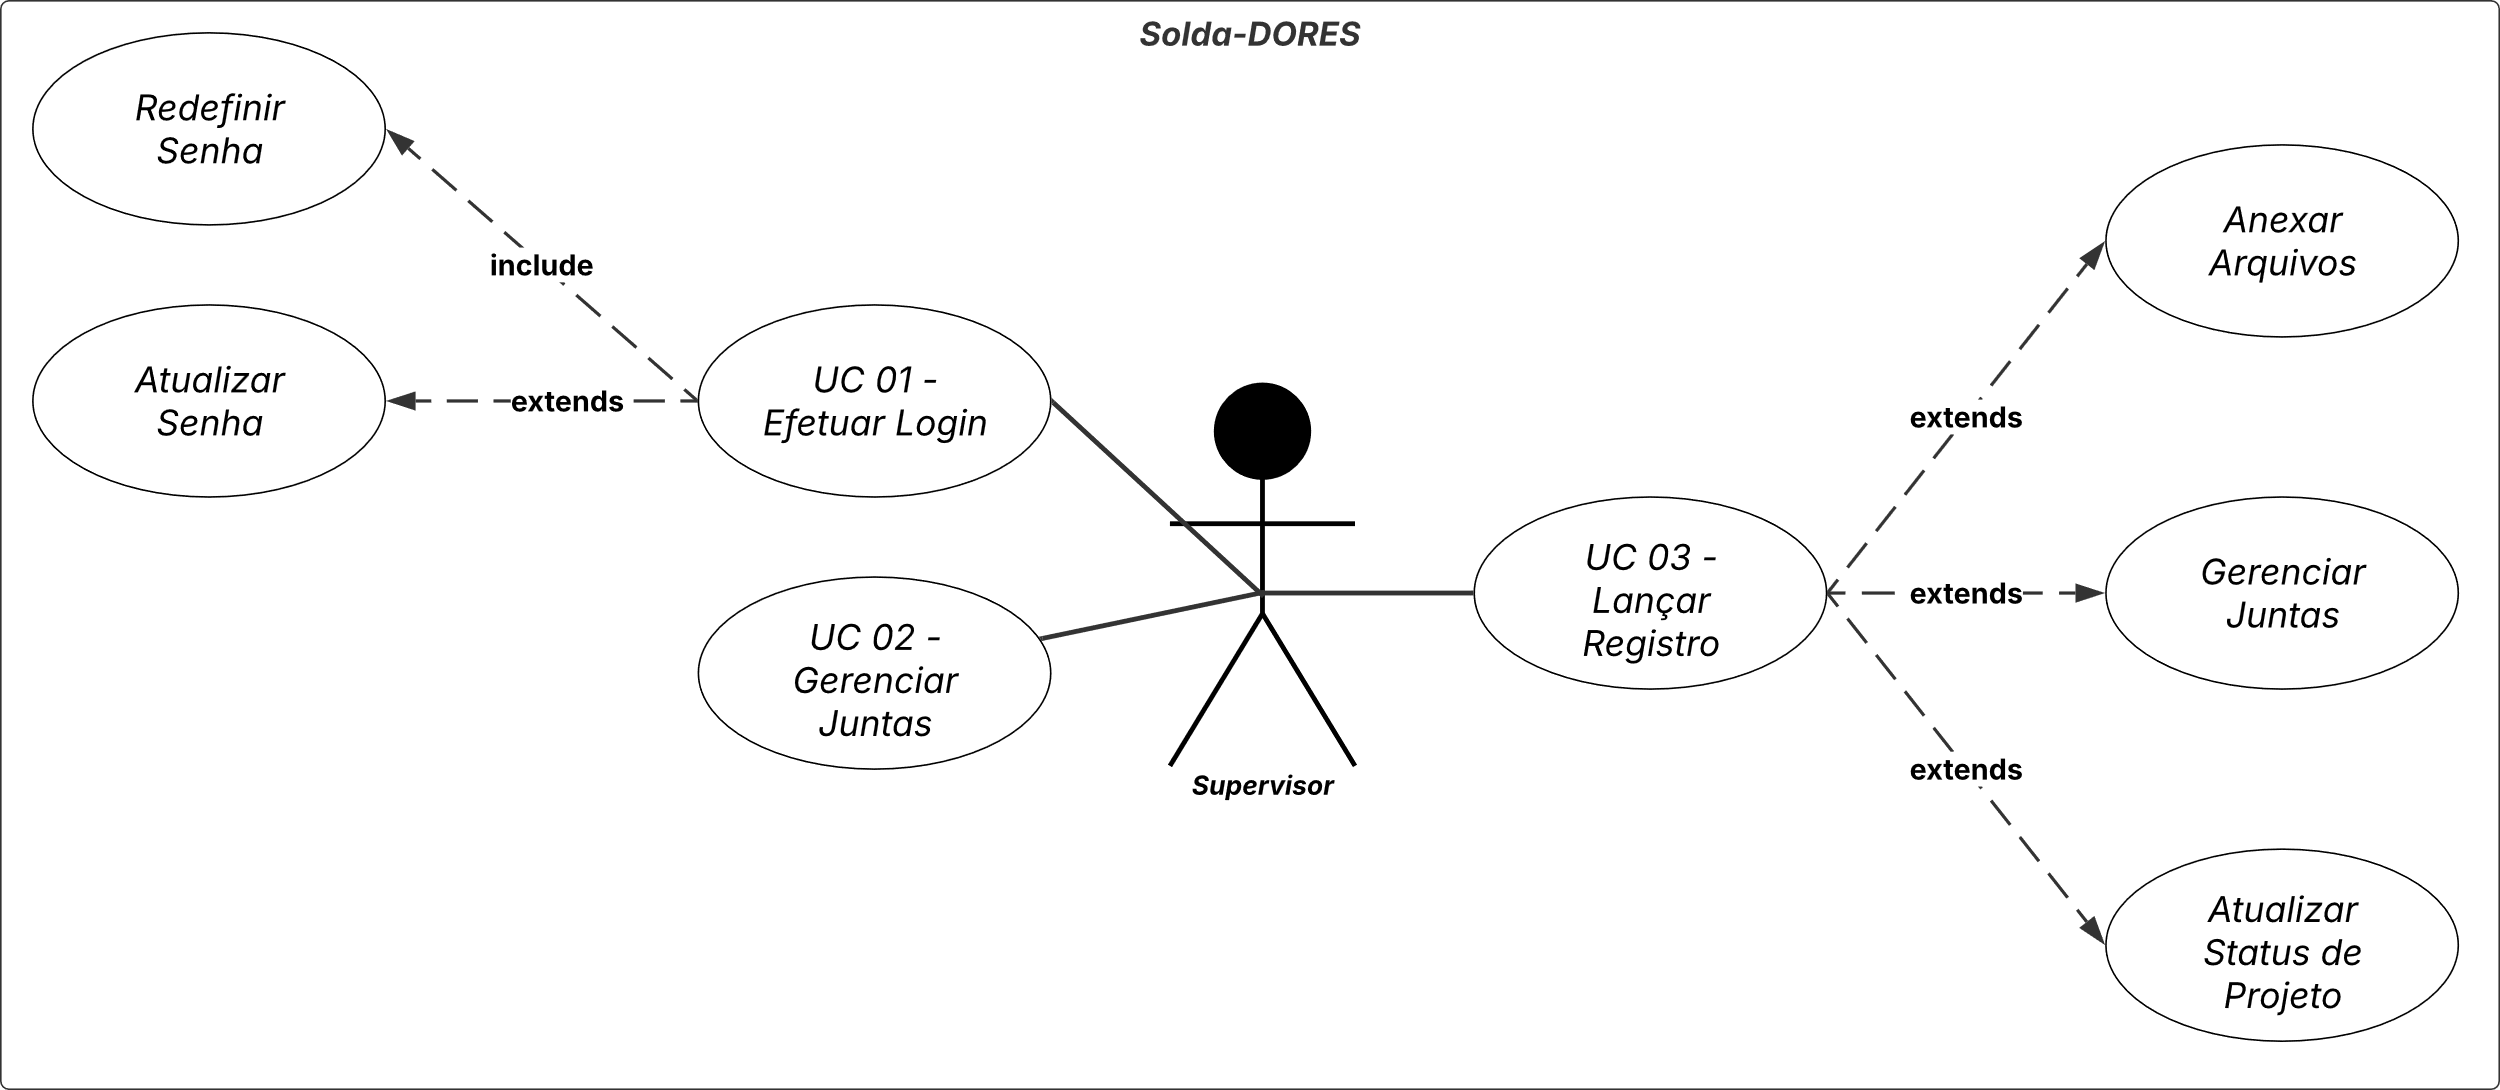 Solda-DORES
Redefinir
Senha
include
Atualizar
Senha
extends
UC 01 -
Efetuar Login
UC 02 -
Gerenciar
Juntas
Supervisor
UC 03 -
Lançar
Registro
extends
Anexar
Arquivos
extends
Gerenciar
Juntas
extends
Atualizar
Status de
Projeto